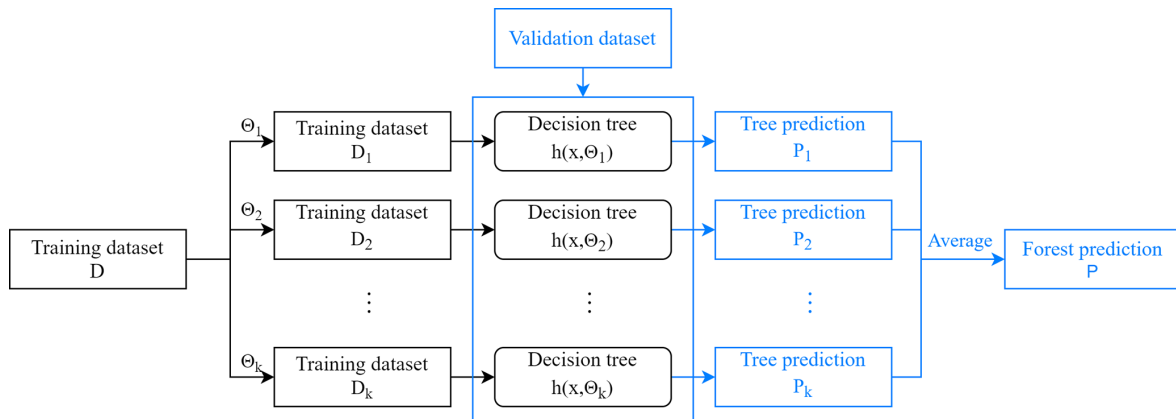 Validation dataset
Θ1
Training dataset
D1
Decision tree
h(x,Θ1)
Tree prediction
P1
Θ2
Training dataset
D2
Decision tree
h(x,Θ2)
Tree prediction
P2
Training dataset
D
Average
Forest prediction
P
⋮
⋮
⋮
Θk
Training dataset
Dk
Decision tree
h(x,Θk)
Tree prediction
Pk